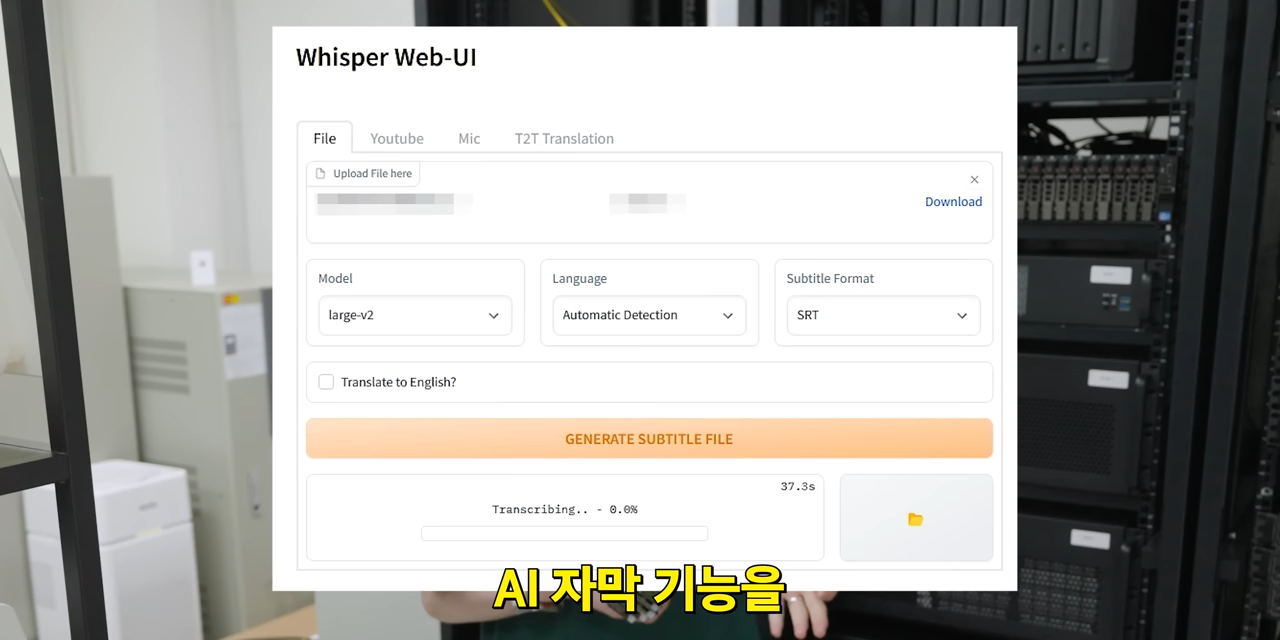 Whisper Web-UI
File Youtube Mic T2T Translation
Upload File here
Download
Model Language Subtitle Format
large-v2 Automatic Detection SRT
Translate to English?
GENERATE SUBTITLE FILE
37.3s
Transcribing.. - 0.0%
AI 자막 기능을